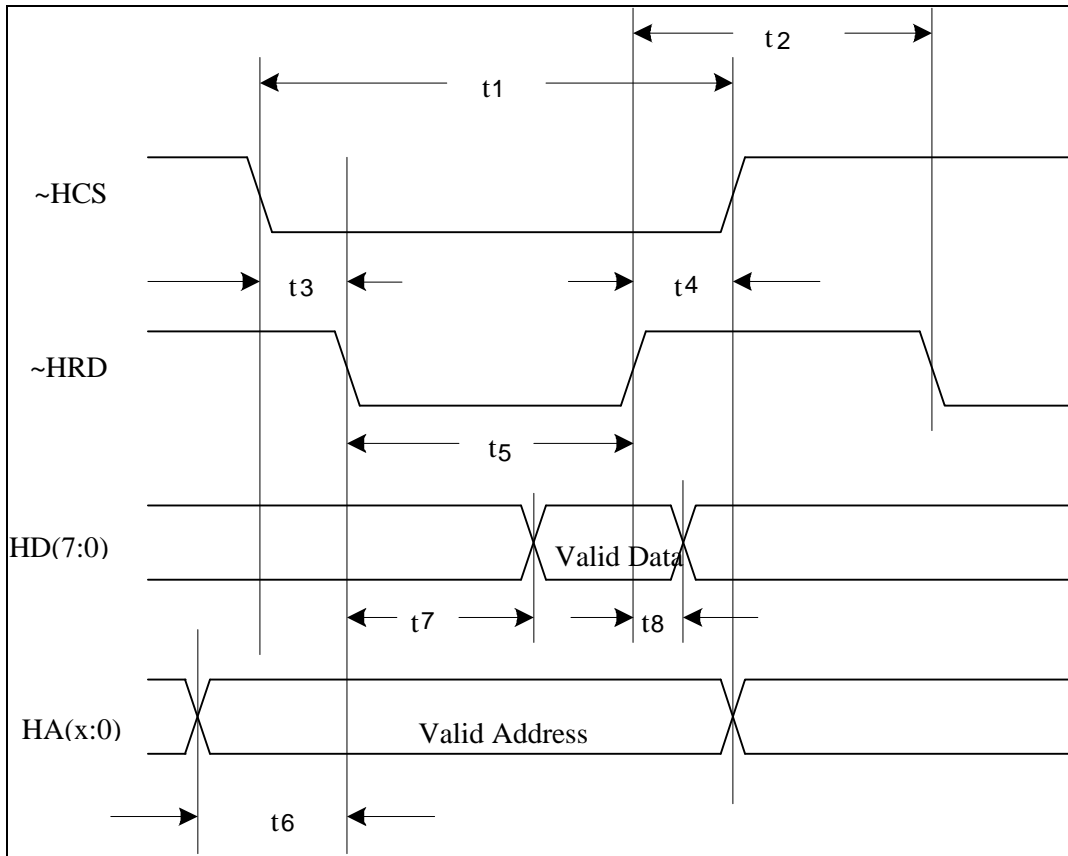 t2
t1
~HCS
t3
t4
~HRD
t5
HD(7:0)
Valid Data
t7
t8
HA(x:0)
Valid Address
t6